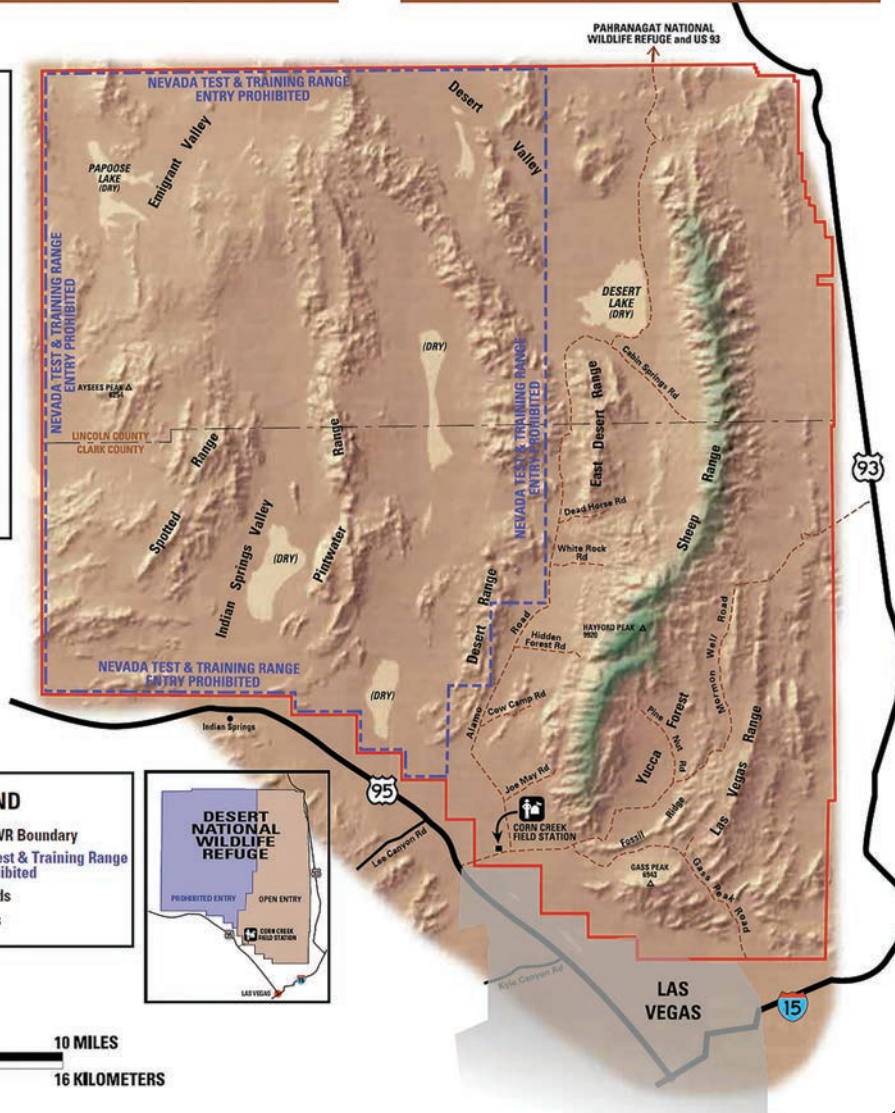 PAHRANAGAT NATIONAL
WILDLIFE REFUGE and US 93
NEVADA TEST & TRAINING RANGE
ENTRY PROHIBITED
Desert
Valley
Emigrant Valley
PAPOOSE
LAKE
(DRY)
NEVADA TEST & TRAINING RANGE
ENTRY PROHIBITED
DESERT
LAKE
(DRY)
(DRY)
Cabin Springs Rd
AYSEES PEAK
NEVADA TEST & TRAINING RANGE
ENTRY PROHIBITED
East Desert Range
LINCOLN COUNTY
CLARK COUNTY
Spotted Range
Pintwater Range
Sheep Range
93
Dead Horse Rd
Indian Springs Valley
(DRY)
White Rock
Rd
Desert Range
HAYFORD PEAK
9920
Hidden
Forest Rd
Alamo Road
Mormon Well Road
NEVADA TEST & TRAINING RANGE
ENTRY PROHIBITED
(DRY)
Cow Camp Rd
Pine Nut Rd
Yucca Forest
Las Vegas Range
Indian Springs
95
Joe May Rd
CORN CREEK
FIELD STATION
Fossil Ridge
Lee Canyon Rd
GASS PEAK
6943
Gass Peak Road
Kyle Canyon Rd
LAS
VEGAS
15
ND
VR Boundary
est & Training Range
ibited
ds
s
DESERT
NATIONAL
WILDLIFE
REFUGE
PROHIBITED ENTRY
OPEN ENTRY
CORN CREEK
FIELD STATION
LAS VEGAS
10 MILES
16 KILOMETERS